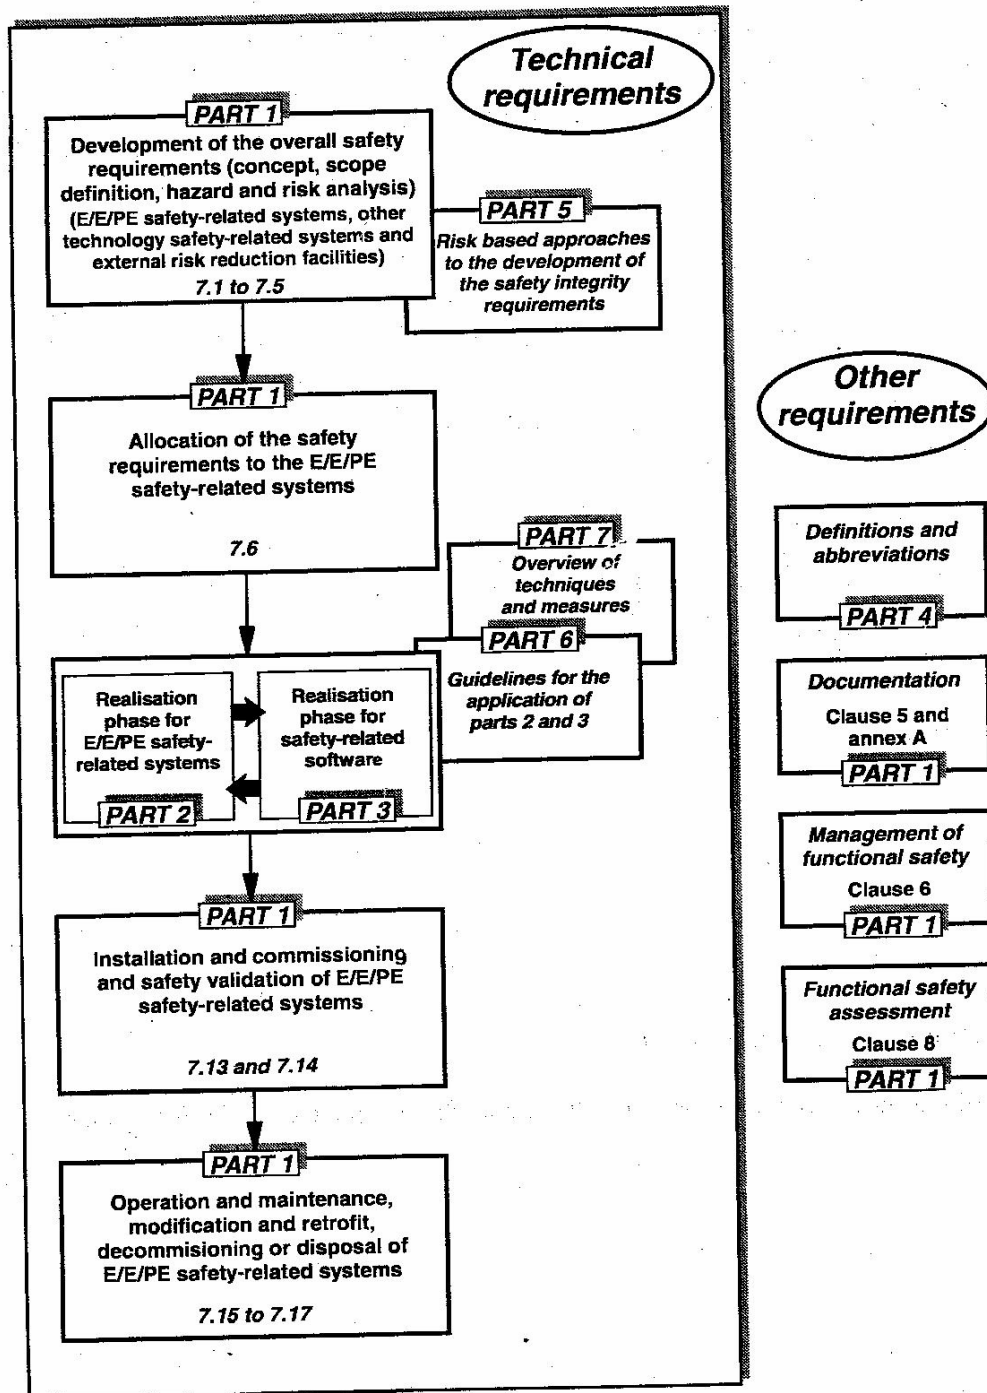 Technical
requirements
PART 1
Development of the overall safety
requirements (concept, scope
definition, hazard and risk analysis)
(E/E/PE safety-related systems, other
technology safety-related systems and
external risk reduction facilities)
7.1 to 7.5
PART 5
Risk based approaches
to the development of
the safety integrity
requirements
PART 1
Allocation of the safety
requirements to the E/E/PE
safety-related systems
7.6
PART 7
Overview of
techniques
and measures
PART 6
Guidelines for the
application of
parts 2 and 3
Realisation
phase for
E/E/PE safety-
related systems
PART 2
Realisation
phase for
safety-related
software
PART 3
PART 1
Installation and commissioning
and safety validation of E/E/PE
safety-related systems
7.13 and 7.14
PART 1
Operation and maintenance,
modification and retrofit,
decommisioning or disposal of
E/E/PE safety-related systems
7.15 to 7.17
Other
requirements
Definitions and
abbreviations
PART 4
Documentation
Clause 5 and
annex A
PART 1
Management of
functional safety
Clause 6
PART 1
Functional safety
assessment
Clause 8
PART 1